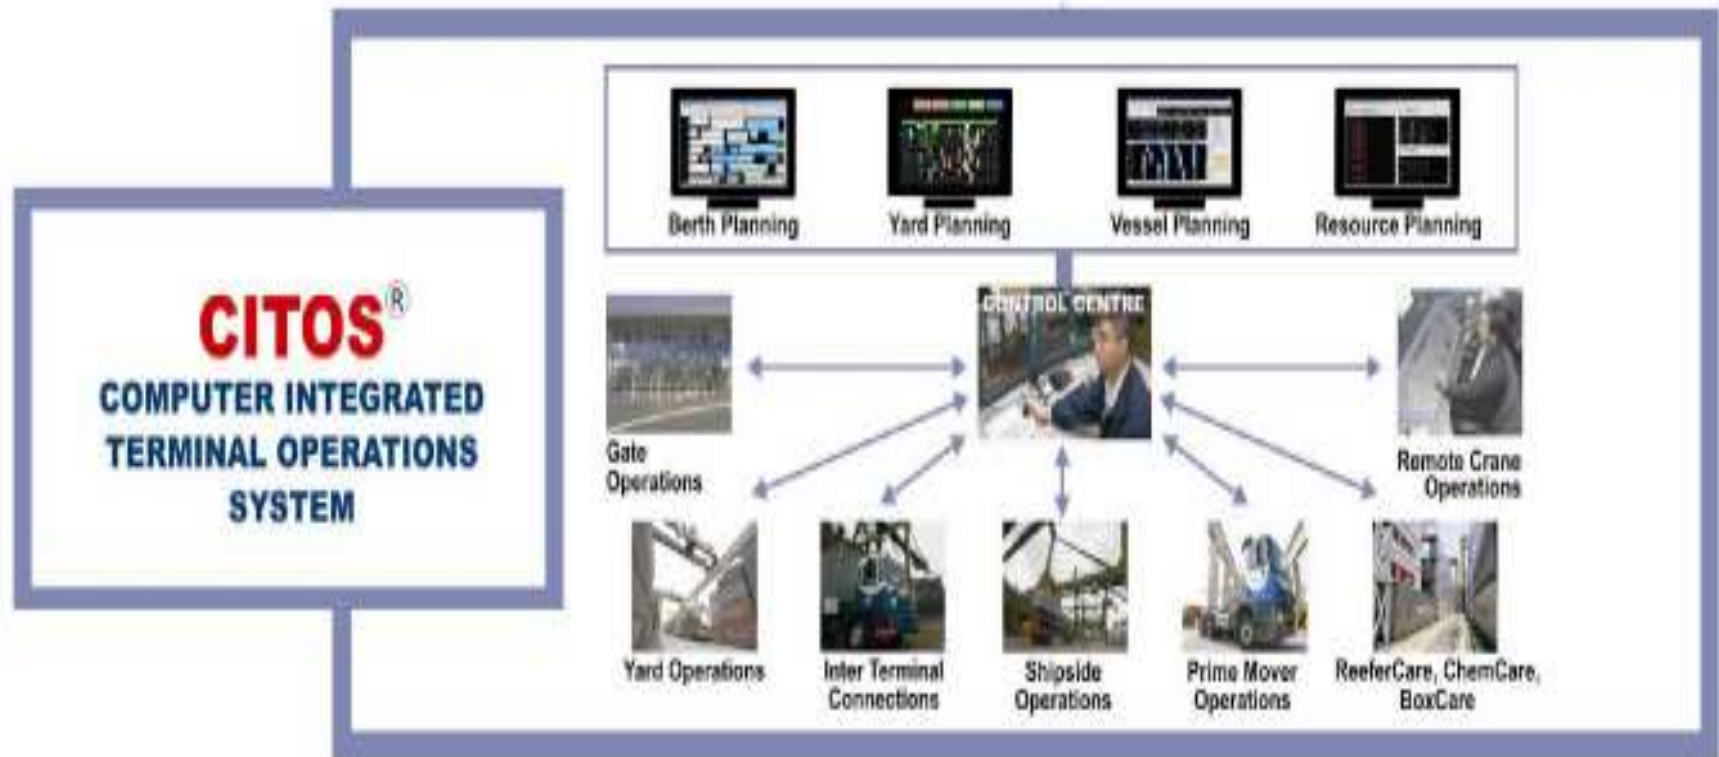 CITOS®
COMPUTER INTEGRATED
TERMINAL OPERATIONS
SYSTEM
Berth Planning
Yard Planning
Vessel Planning
Resource Planning
CONTROL CENTRE
Gate
Operations
Remote Crane
Operations
Yard Operations
Inter Terminal
Connections
Shipside
Operations
Prime Mover
Operations
ReeferCare, ChemCare,
BoxCare